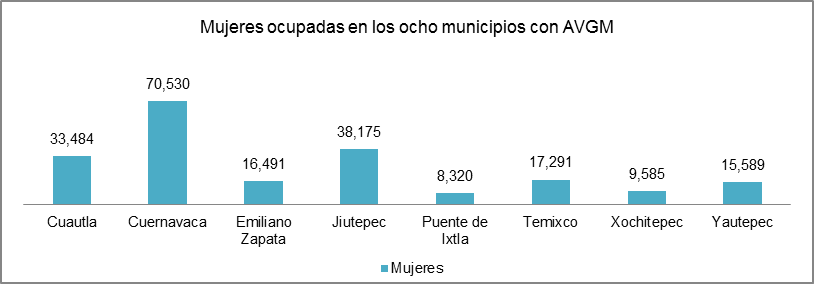 Mujeres ocupadas en los ocho municipios con AVGM
70,530
33,484
38,175
16,491
17,291
15,589
8,320
9,585
Cuautla
Cuernavaca
Emiliano
Zapata
Jiutepec
Puente de
Ixtla
Temixco
Xochitepec
Yautepec
Mujeres